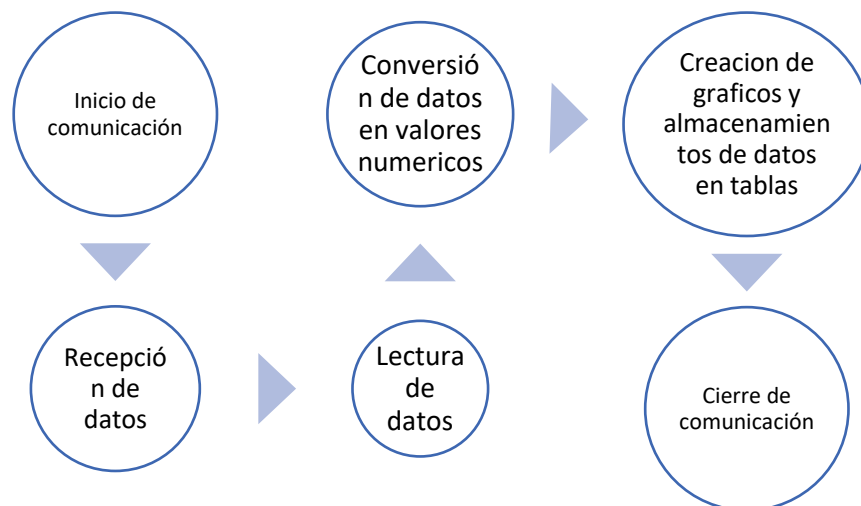 Inicio de
comunicación
Recepció
n de
datos
Lectura
de
datos
Conversió
n de datos
en valores
numericos
Creacion de
graficos y
almacenamien
tos de datos
en tablas
Cierre de
comunicación